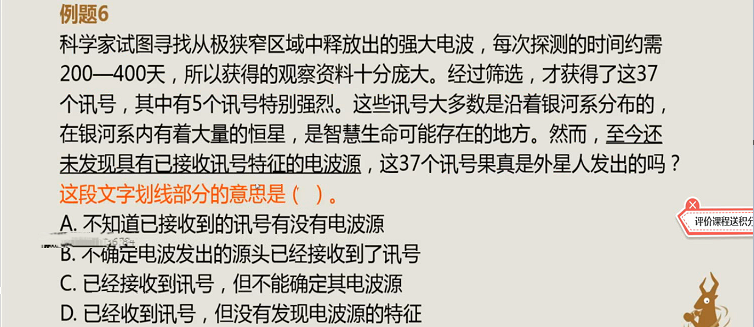 例题6
科学家试图寻找从极狭窄区域中释放出的强大电波，每次探测的时间约需
200—400天，所以获得的观察资料十分庞大。经过筛选，才获得了这37
个讯号，其中有5个讯号特别强烈。这些讯号大多数是沿着银河系分布的，
在银河系内有着大量的恒星，是智慧生命可能存在的地方。然而，至今还
未发现具有已接收讯号特征的电波源，这37个讯号果真是外星人发出的吗？
这段文字划线部分的意思是（ ）。
评价课程送积分
A. 不知道已接收到的讯号有没有电波源
B. 不确定电波发出的源头已经接收到了讯号
C. 已经接收到讯号，但不能确定其电波源
D. 已经收到讯号，但没有发现电波源的特征